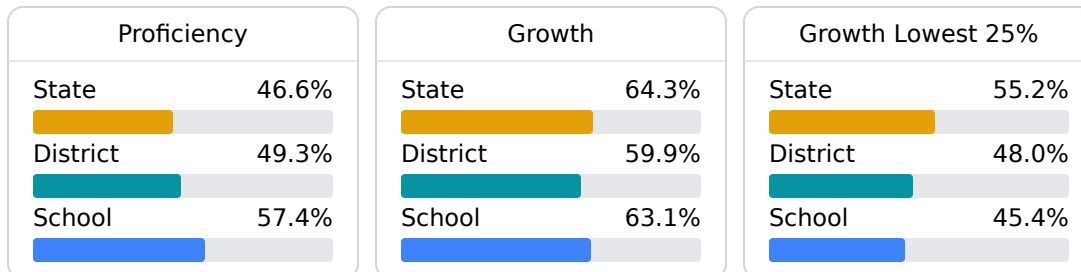 Proficiency
State 46.6%
District 49.3%
School 57.4%
Growth
State 64.3%
District 59.9%
School 63.1%
Growth Lowest 25%
State 55.2%
District 48.0%
School 45.4%